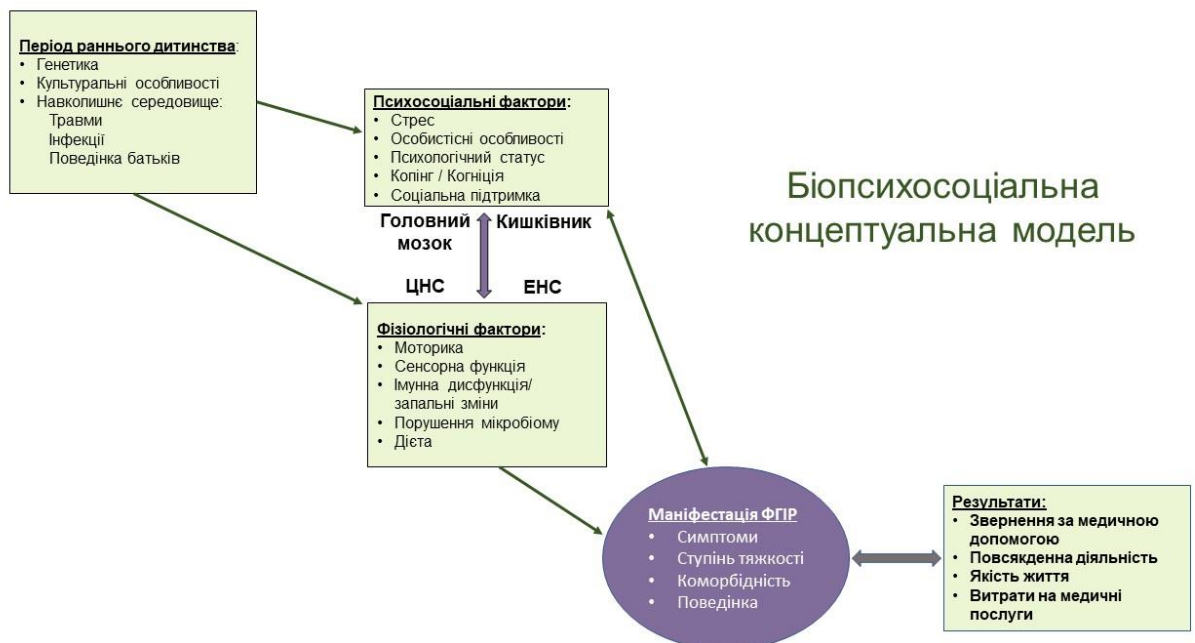 Період раннього дитинства:
• Генетика
• Культуральні особливості
• Навколишнє середовище:
Травми
Інфекції
Поведінка батьків
Психосоціальні фактори:
• Стрес
• Особистісні особливості
• Психологічний статус
• Копінг / Когніція
• Соціальна підтримка
Біопсихосоціальна
концептуальна модель
Головний
мозок
Кишківник
ЦНС
ЕНС
Фізіологічні фактори:
• Моторика
• Сенсорна функція
• Імунна дисфункція/
запальні зміни
• Порушення мікробіому
• Дієта
Маніфестація ФГІР
• Симптоми
• Ступінь тяжкості
• Коморбідність
• Поведінка
Результати:
• Звернення за медичною
допомогою
• Повсякденна діяльність
• Якість життя
• Витрати на медичні
послуги